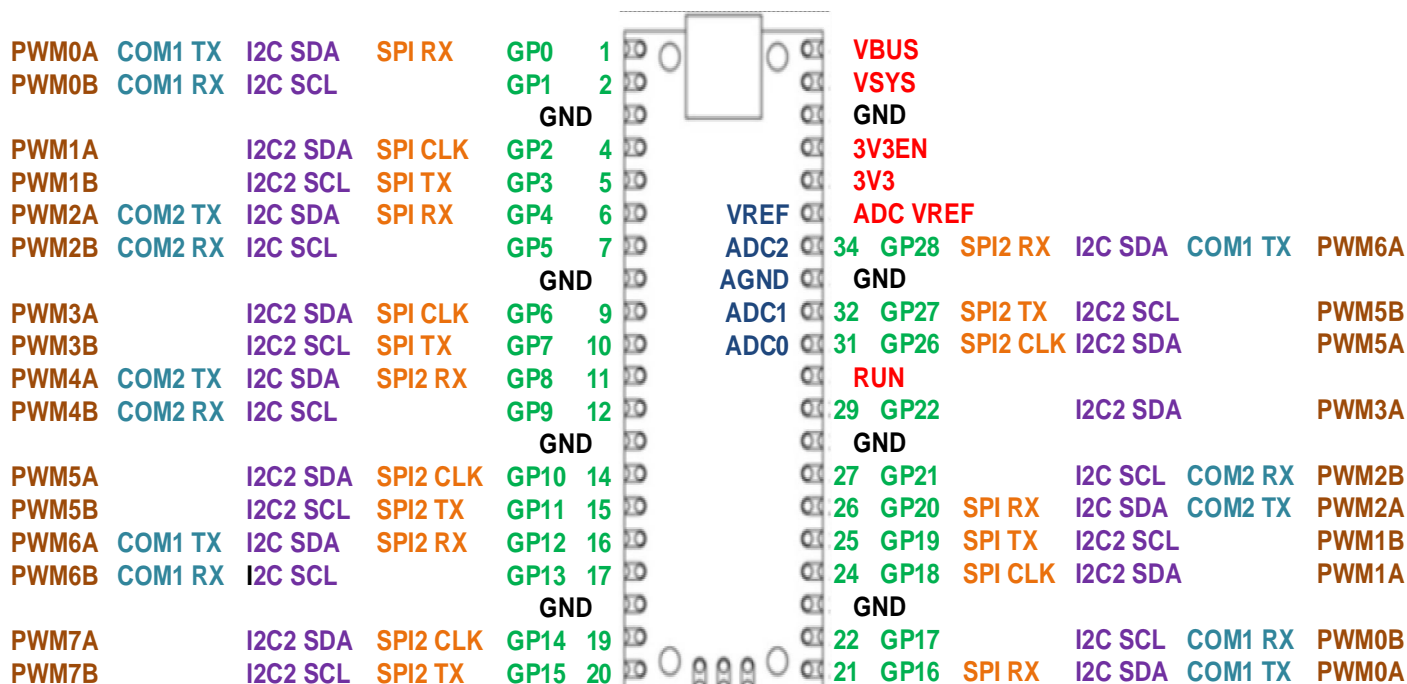 PWM0A COM1 TX I2C SDA SPI RX GP0 1 VBUS
PWM0B COM1 RX I2C SCL GP1 2 VSYS
GND GND
PWM1A I2C2 SDA SPI CLK GP2 4 3V3EN
PWM1B I2C2 SCL SPI TX GP3 5 3V3
PWM2A COM2 TX I2C SDA SPI RX GP4 6 VREF ADC VREF
PWM2B COM2 RX I2C SCL GP5 7 ADC2 34 GP28 SPI2 RX I2C SDA COM1 TX PWM6A
GND AGND GND
PWM3A I2C2 SDA SPI CLK GP6 9 ADC1 32 GP27 SPI2 TX I2C2 SCL PWM5B
PWM3B I2C2 SCL SPI TX GP7 10 ADC0 31 GP26 SPI2 CLK I2C2 SDA PWM5A
PWM4A COM2 TX I2C SDA SPI2 RX GP8 11 RUN
PWM4B COM2 RX I2C SCL GP9 12 29 GP22 I2C2 SDA PWM3A
GND GND
PWM5A I2C2 SDA SPI2 CLK GP10 14 27 GP21 I2C SCL COM2 RX PWM2B
PWM5B I2C2 SCL SPI2 TX GP11 15 26 GP20 SPI RX I2C SDA COM2 TX PWM2A
PWM6A COM1 TX I2C SDA SPI2 RX GP12 16 25 GP19 SPI TX I2C2 SCL PWM1B
PWM6B COM1 RX I2C SCL GP13 17 24 GP18 SPI CLK I2C2 SDA PWM1A
GND GND
PWM7A I2C2 SDA SPI2 CLK GP14 19 22 GP17 I2C SCL COM1 RX PWM0B
PWM7B I2C2 SCL SPI2 TX GP15 20 21 GP16 SPI RX I2C SDA COM1 TX PWM0A